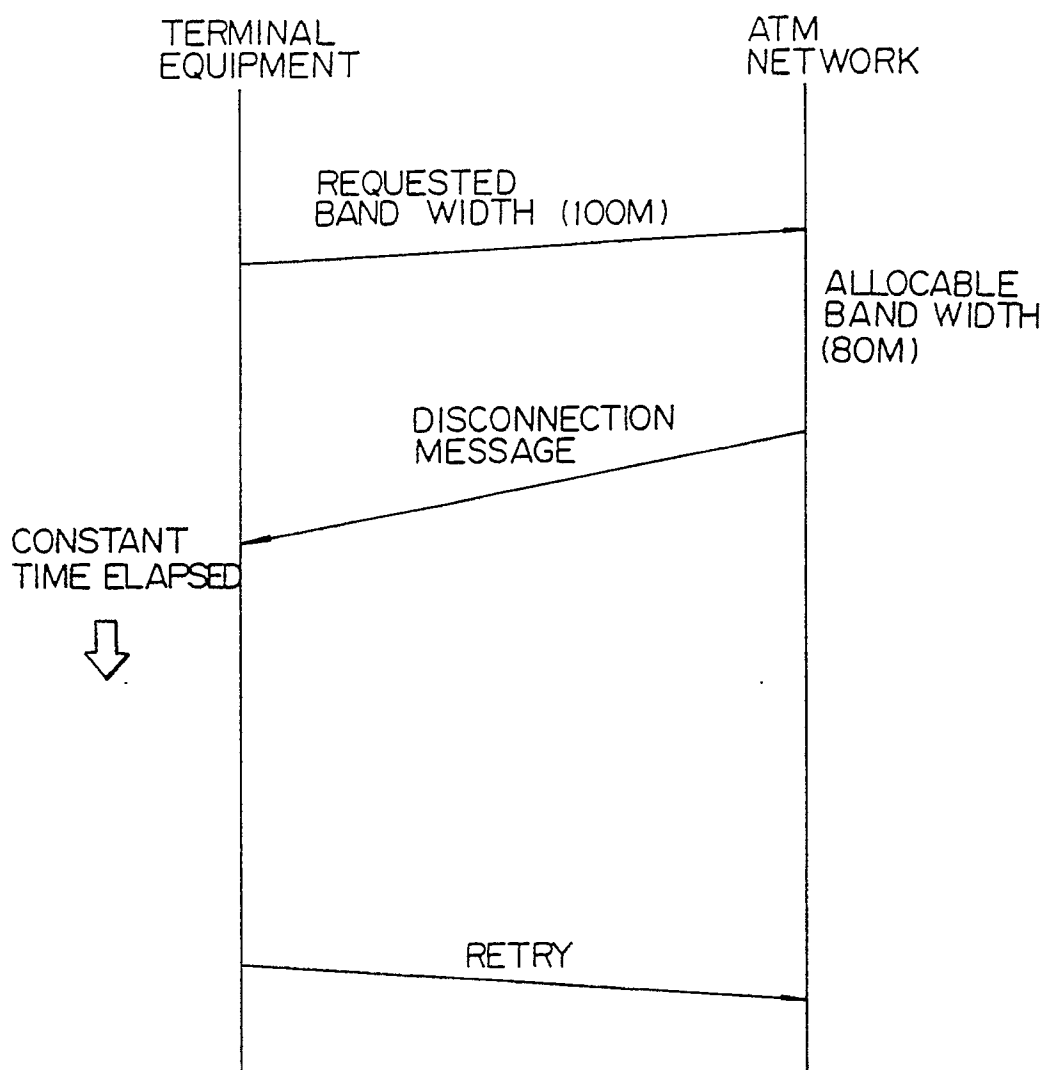 TERMINAL
EQUIPMENT
ATM
NETWORK
REQUESTED
BAND WIDTH (100M)
ALLOCABLE
BAND WIDTH
(80M)
DISCONNECTION
MESSAGE
CONSTANT
TIME ELAPSED
RETRY